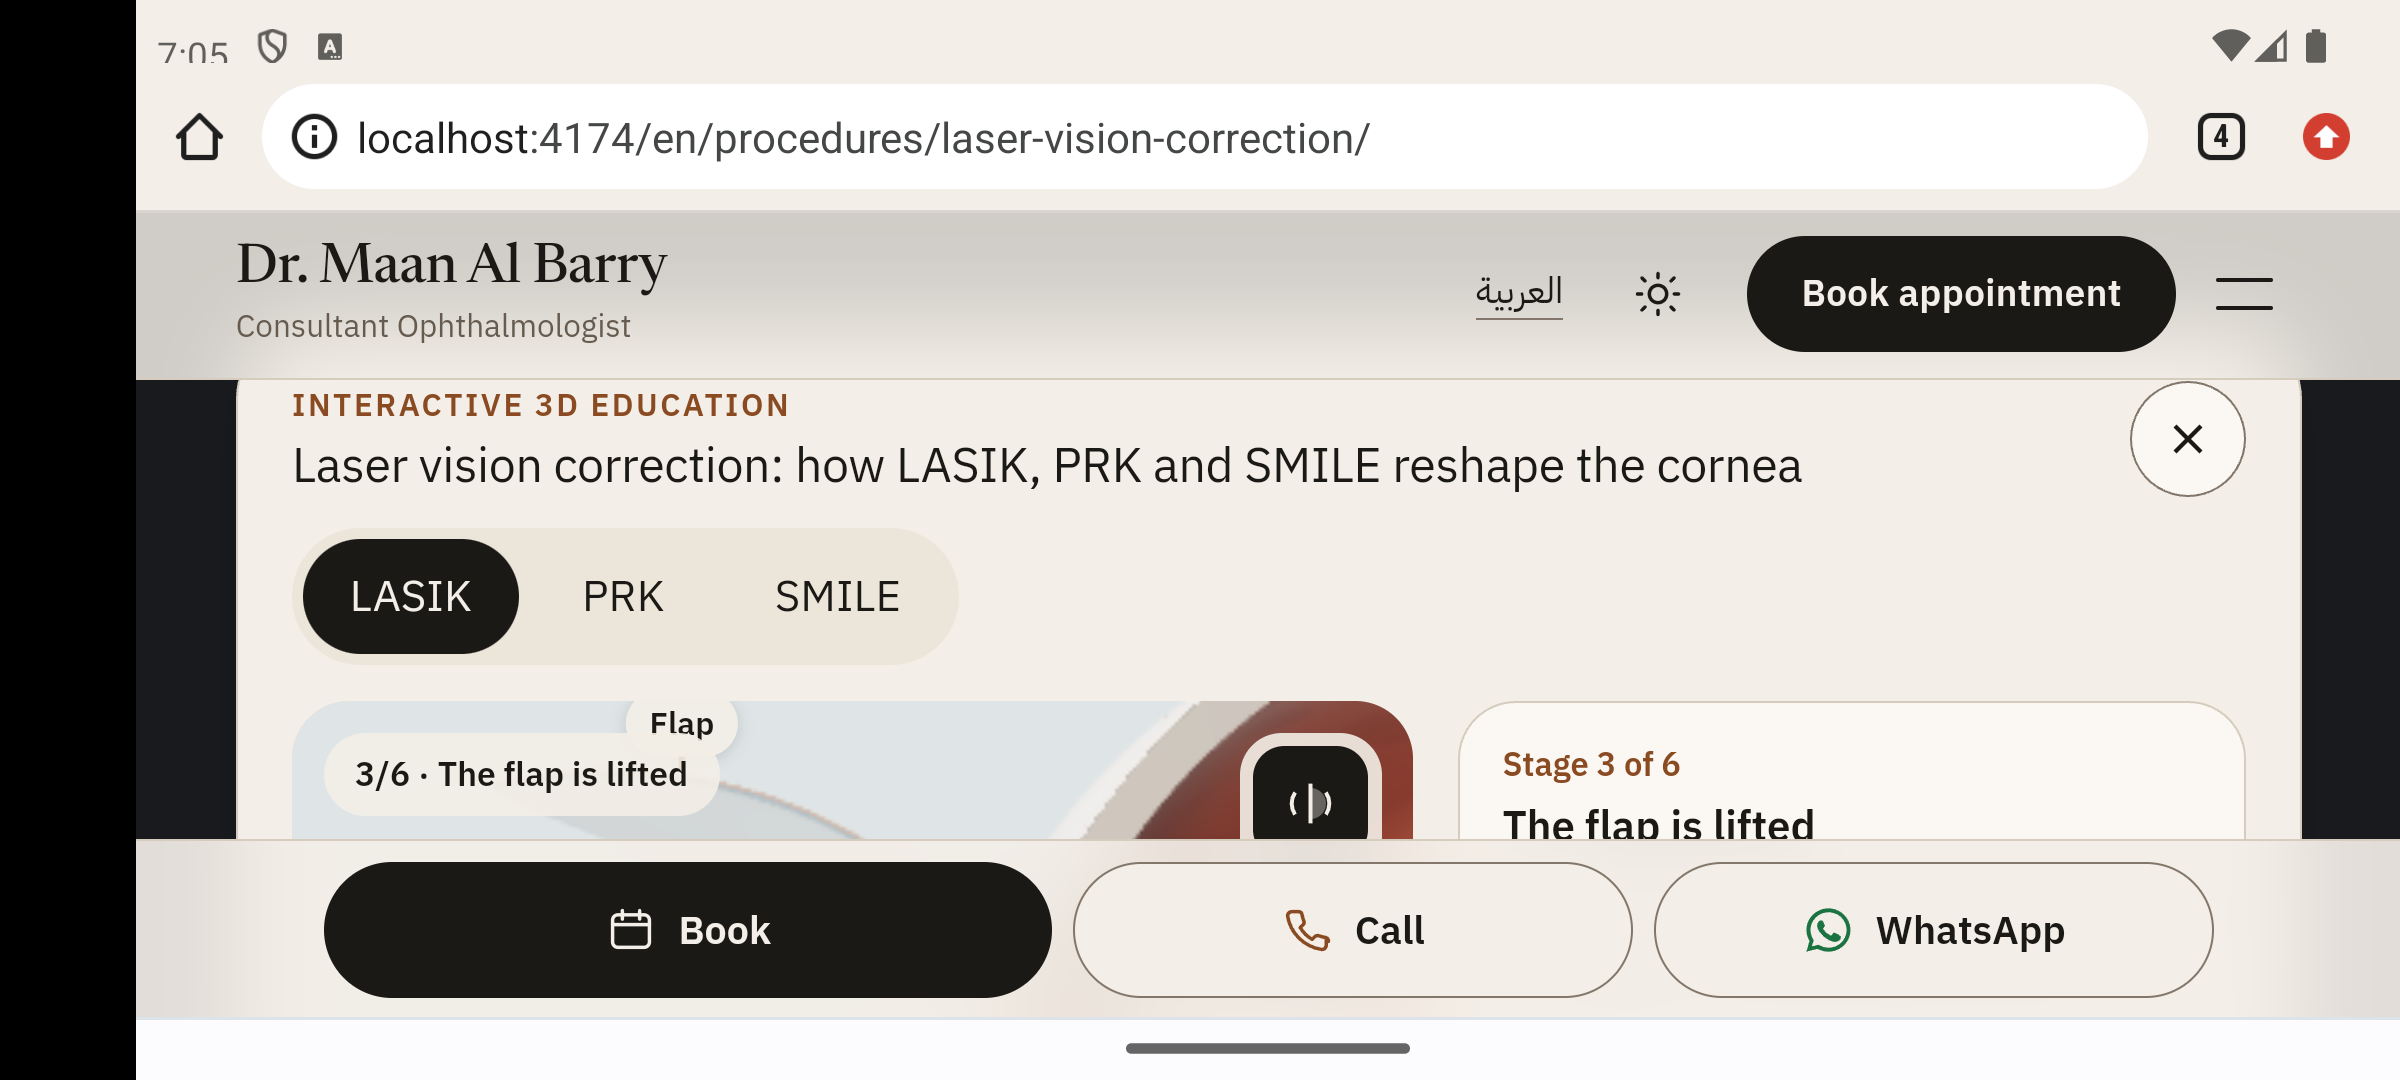 7:05
localhost:4174/en/procedures/laser-vision-correction/
4
Dr. Maan Al Barry
Consultant Ophthalmologist
العربية
Book appointment
INTERACTIVE 3D EDUCATION
Laser vision correction: how LASIK, PRK and SMILE reshape the cornea
LASIK
PRK
SMILE
Flap
3/6 · The flap is lifted
Stage 3 of 6
The flap is lifted
Book
Call
WhatsApp